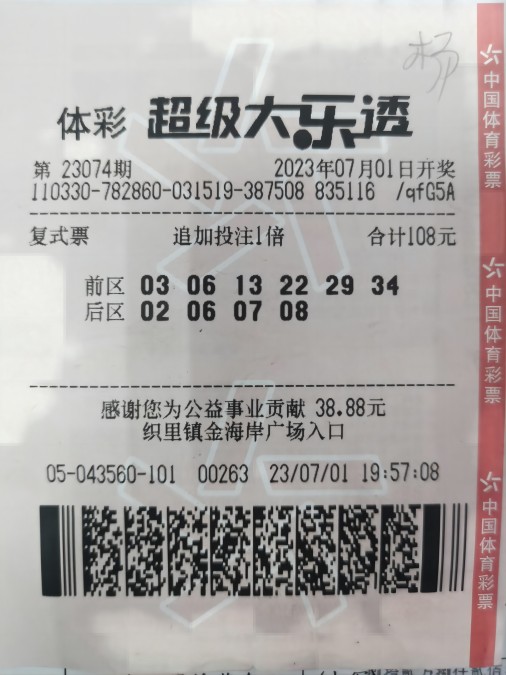 杨
体彩 超级大乐透
第 23074期 2023年07月01日开奖
110330-782860-031519-387508 835116 /qfG5A
复式票 追加投注1倍 合计108元
前区 03 06 13 22 29 34
后区 02 06 07 08
感谢您为公益事业贡献 38.88元
织里镇金海岸广场入口
05-043560-101 00263 23/07/01 19:57:08
中国体育彩票
中国体育彩票
中国体育彩票